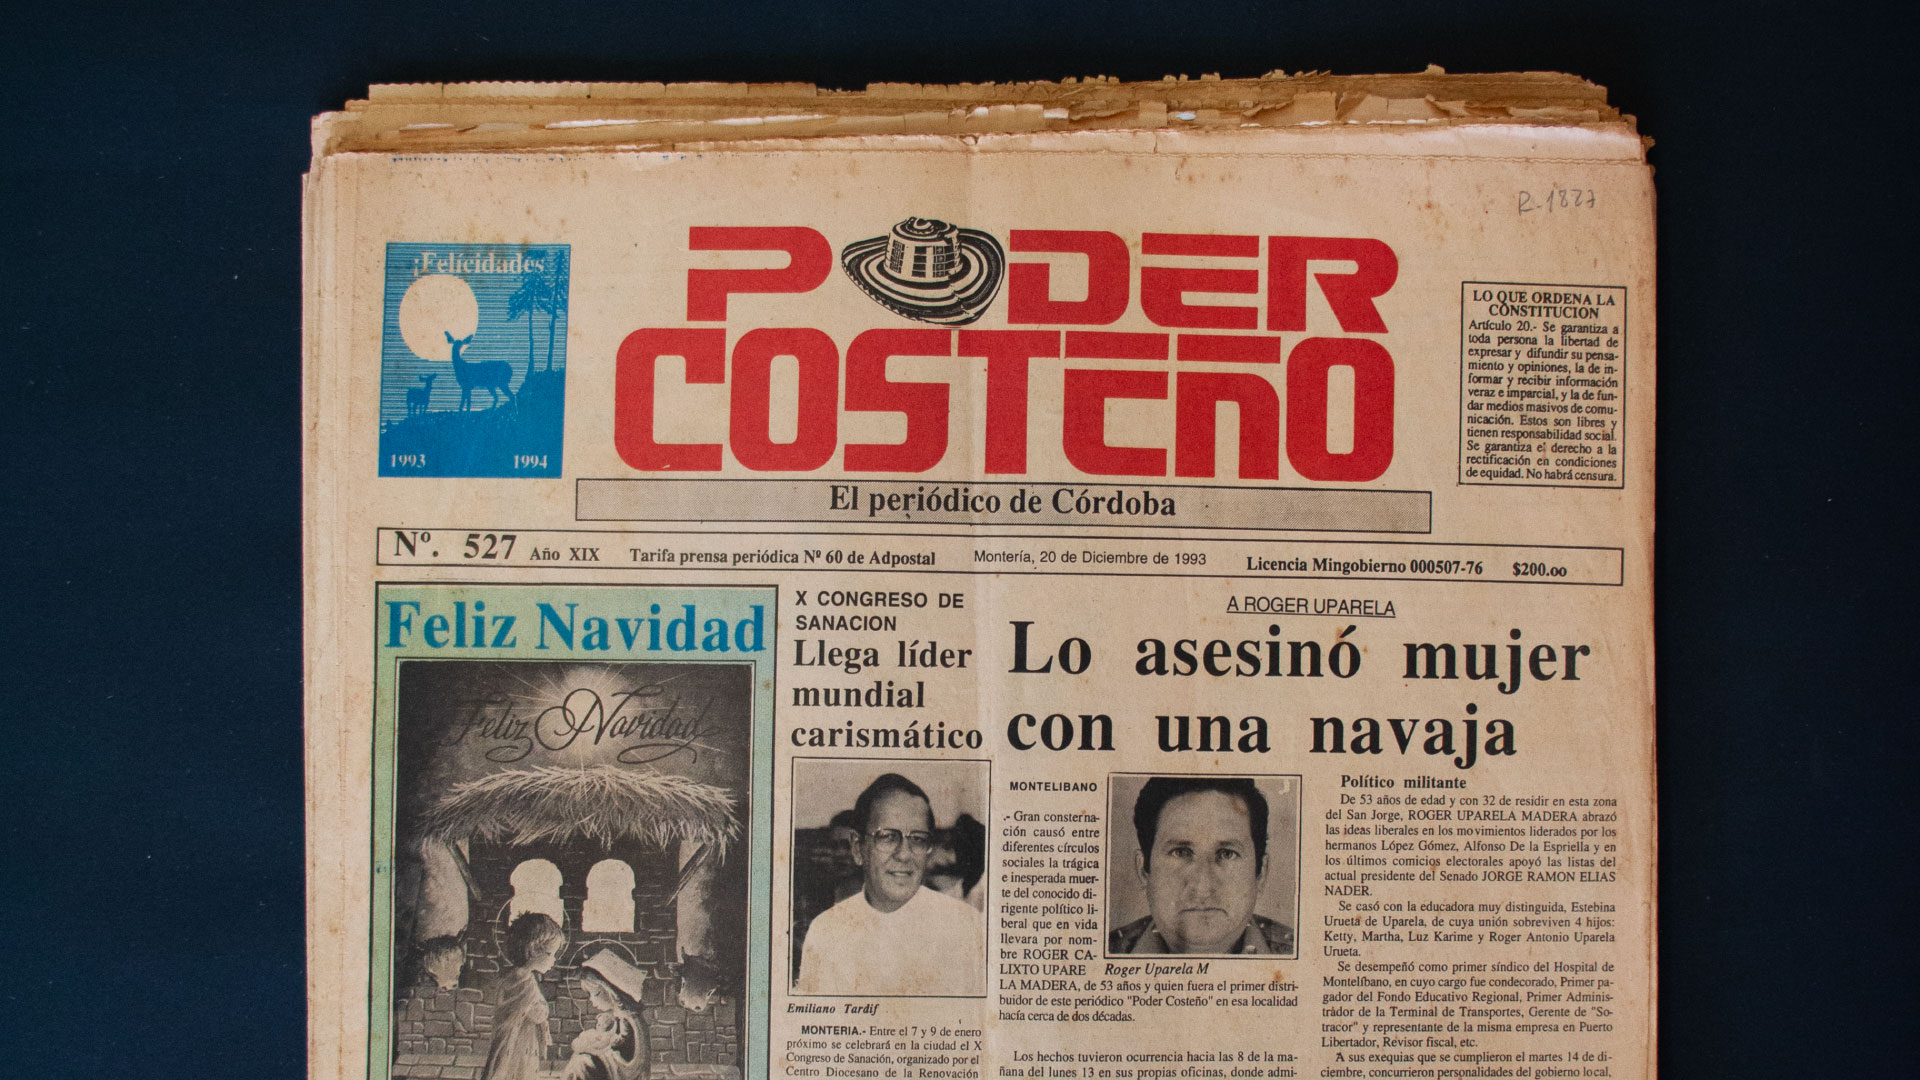 R-1827
¡Felicidades
1993 1994
PODER
COSTEÑO
El periódico de Córdoba
LO QUE ORDENA LA
CONSTITUCION
Artículo 20.- Se garantiza a
toda persona la libertad de
expresar y difundir su pensa-
miento y opiniones, la de in-
formar y recibir información
veraz e imparcial, y la de fun-
dar medios masivos de comu-
nicación. Estos son libres y
tienen responsabilidad social.
Se garantiza el derecho a la
rectificación en condiciones
de equidad. No habrá censura.
Nº. 527 Año XIX Tarifa prensa periódica Nº 60 de Adpostal Montería, 20 de Diciembre de 1993 Licencia Mingobierno 000507-76 $200.oo
Feliz Navidad
Feliz Navidad
X CONGRESO DE
SANACION
Llega líder
mundial
carismático
Emiliano Tardif
MONTERIA.- Entre el 7 y 9 de enero
próximo se celebrará en la ciudad el X
Congreso de Sanación, organizado por el
Centro Diocesano de la Renovación
A ROGER UPARELA
Lo asesinó mujer
con una navaja
MONTELIBANO
.- Gran consterna-
ción causó entre
diferentes círculos
sociales la trágica
e inesperada muer-
te del conocido di-
rigente político li-
beral que en vida
llevara por nom-
bre ROGER CA-
LIXTO UPARE
LA MADERA, de 53 años y quien fuera el primer distri-
buidor de este periódico "Poder Costeño" en esa localidad
hacía cerca de dos décadas.
Roger Uparela M
Los hechos tuvieron ocurrencia hacia las 8 de la ma-
ñana del lunes 13 en sus propias oficinas, donde admi-
Político militante
De 53 años de edad y con 32 de residir en esta zona
del San Jorge, ROGER UPARELA MADERA abrazó
las ideas liberales en los movimientos liderados por los
hermanos López Gómez, Alfonso De la Espriella y en
los últimos comicios electorales apoyó las listas del
actual presidente del Senado JORGE RAMON ELIAS
NADER.
Se casó con la educadora muy distinguida, Estebina
Urueta de Uparela, de cuya unión sobreviven 4 hijos:
Ketty, Martha, Luz Karime y Roger Antonio Uparela
Urueta.
Se desempeñó como primer síndico del Hospital de
Montelíbano, en cuyo cargo fue condecorado, Primer pa-
gador del Fondo Educativo Regional, Primer Adminis-
trádor de la Terminal de Transportes, Gerente de "So-
tracor" y representante de la misma empresa en Puerto
Libertador, Revisor fiscal, etc.
A sus exequias que se cumplieron el martes 14 de di-
ciembre, concurrieron personalidades del gobierno local,